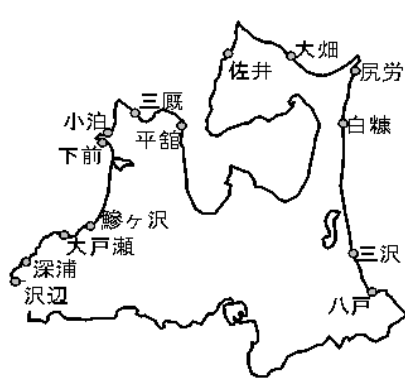 大畑
佐井
尻労
三厩
小泊
平舘
白糠
下前
鰺ヶ沢
大戸瀬
三沢
深浦
沢辺
八戸